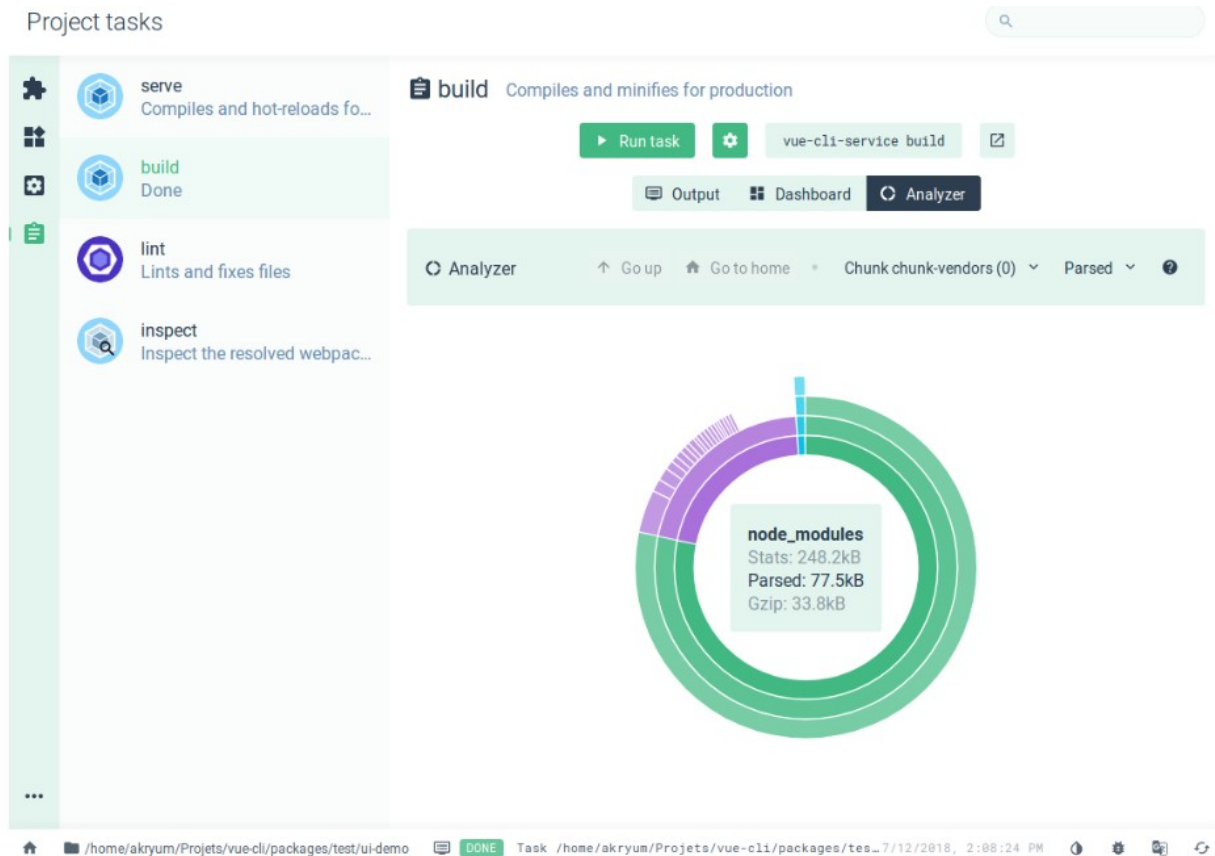 Project tasks
serve
Compiles and hot-reloads fo...
build
Done
lint
Lints and fixes files
inspect
Inspect the resolved webpac...
build Compiles and minifies for production
Run task vue-cli-service build
Output Dashboard Analyzer
Analyzer Go up Go to home Chunk chunk-vendors (0) Parsed
node_modules
Stats: 248.2kB
Parsed: 77.5kB
Gzip: 33.8kB
/home/akryum/Projets/vue-cli/packages/test/ui-demo DONE Task /home/akryum/Projets/vue-cli/packages/tes… 7/12/2018, 2:08:24 PM